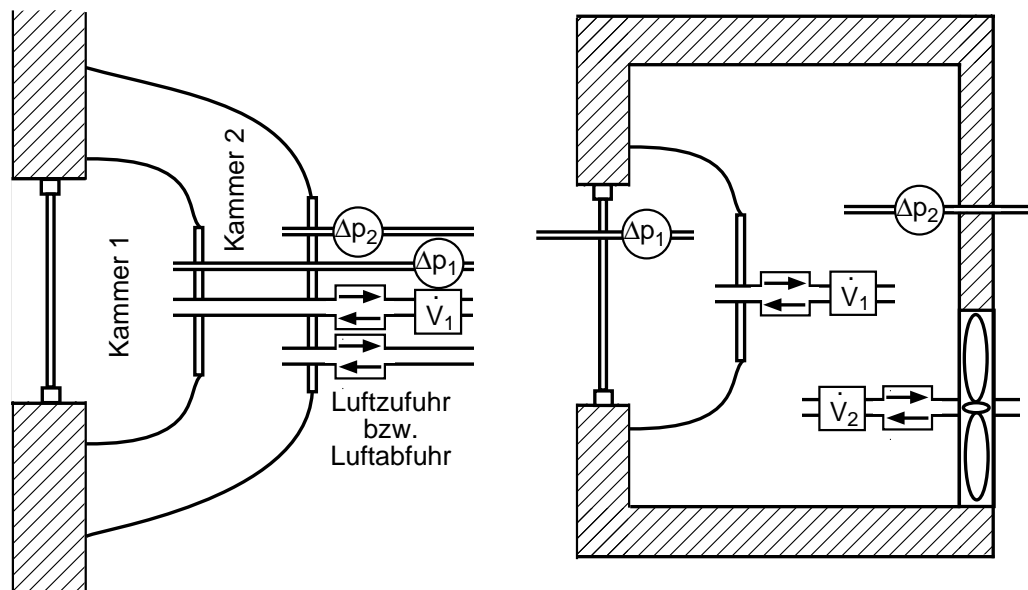 Kammer 1
Kammer 2
Δp₂
Δp₁
V̇₁
Luftzufuhr
bzw.
Luftabfuhr
Δp₁
Δp₂
V̇₁
V̇₂